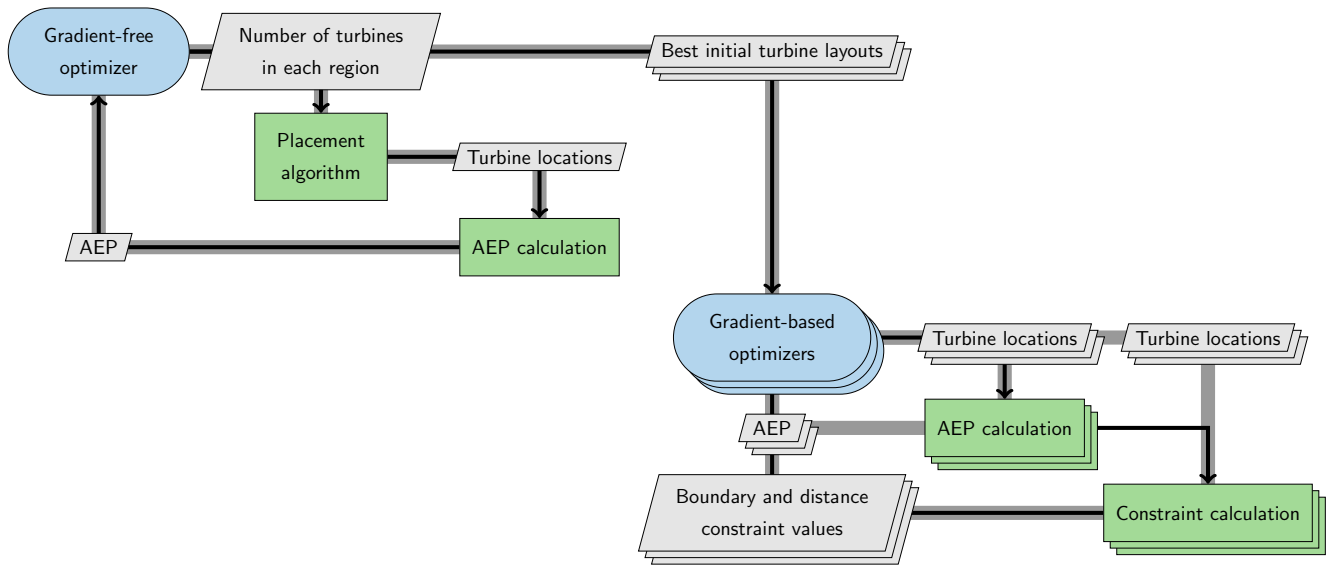 Gradient-free
optimizer
Number of turbines
in each region
Best initial turbine layouts
Placement
algorithm
Turbine locations
AEP
AEP calculation
Gradient-based
optimizers
Turbine locations
Turbine locations
AEP
AEP calculation
Boundary and distance
constraint values
Constraint calculation